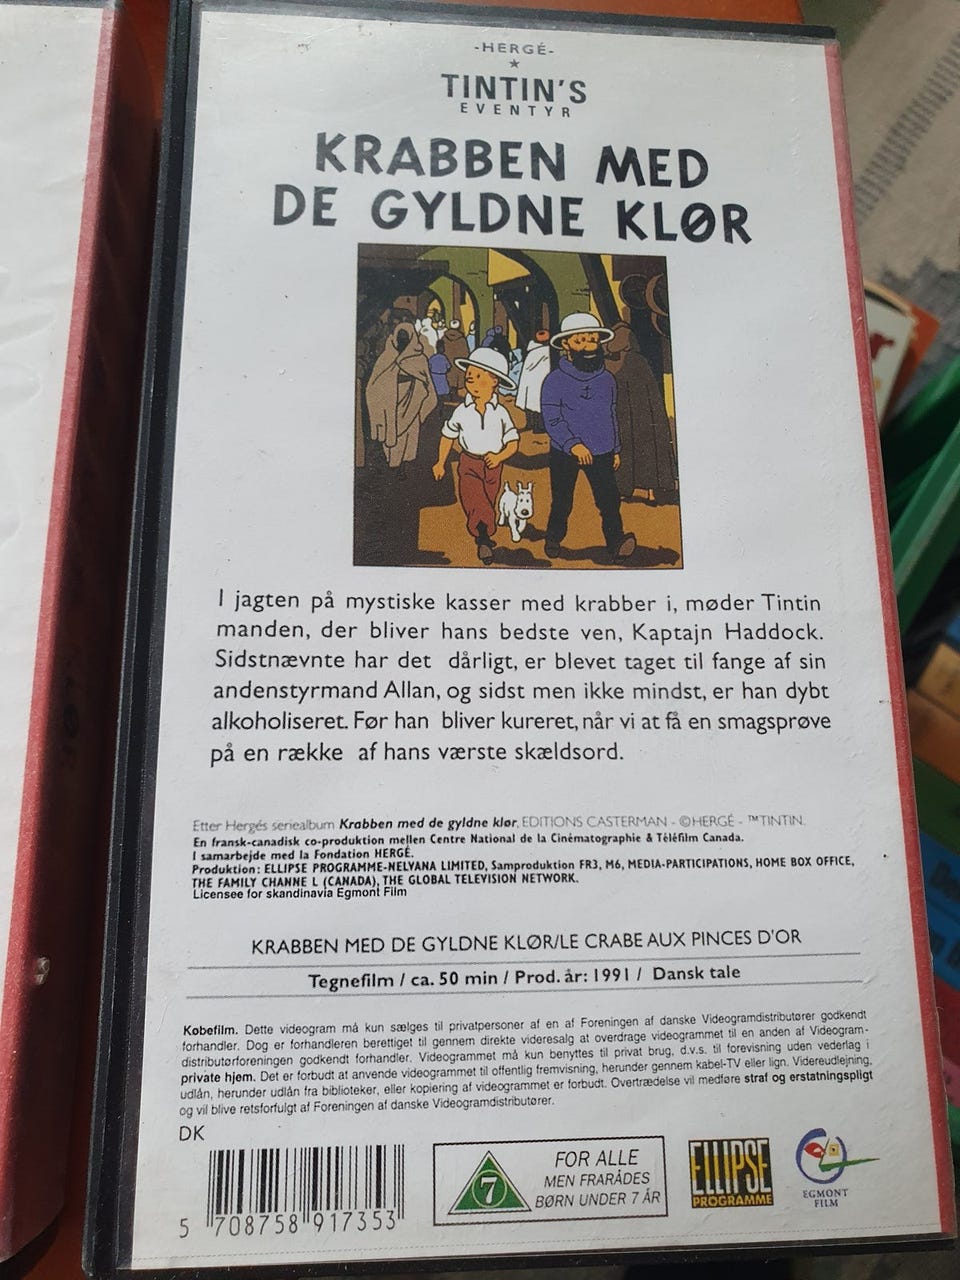 -HERGÉ-
TINTIN'S
EVENTYR
KRABBEN MED
DE GYLDNE KLØR
I jagten på mystiske kasser med krabber i, møder Tintin
manden, der bliver hans bedste ven, Kaptajn Haddock.
Sidstnævnte har det dårligt, er blevet taget til fange af sin
andenstyrmand Allan, og sidst men ikke mindst, er han dybt
alkoholiseret. Før han bliver kureret, når vi at få en smagsprøve
på en række af hans værste skældsord.
Etter Hergés seriealbum Krabben med de gyldne klør, EDITIONS CASTERMAN - ©HERGÉ - ™TINTIN.
En fransk-canadisk co-produktion mellen Centre National de la Cinématographie & Téléfilm Canada.
I samarbejde med la Fondation HERGÉ.
Produktion: ELLIPSE PROGRAMME-NELVANA LIMITED, Samproduktion FR3, M6, MEDIA-PARTICIPATIONS, HOME BOX OFFICE,
THE FAMILY CHANNE L (CANADA), THE GLOBAL TELEVISION NETWORK.
Licensee for skandinavia Egmont Film
KRABBEN MED DE GYLDNE KLØR/LE CRABE AUX PINCES D'OR
Tegnefilm / ca. 50 min / Prod. år: 1991 / Dansk tale
Købefilm. Dette videogram må kun sælges til privatpersoner af en af Foreningen af danske Videogramdistributører godkendt
forhandler. Dog er forhandleren berettiget til gennem direkte videresalg at overdrage videogrammet til en anden af Videogram-
distributørforeningen godkendt forhandler. Videogrammet må kun benyttes til privat brug, d.v.s. til forevisning uden vederlag i
private hjem. Det er forbudt at anvende videogrammet til offentlig fremvisning, herunder gennem kabel-TV eller lign. Videreudlejning,
udlån, herunder udlån fra biblioteker, eller kopiering af videogrammet er forbudt. Overtrædelse vil medføre straf og erstatningspligt
og vil blive retsforfulgt af Foreningen af danske Videogramdistributører.
DK
5 708758 917353
7
FOR ALLE
MEN FRARÅDES
BØRN UNDER 7 ÅR
ELLIPSE
PROGRAMME
EGMONT
FILM